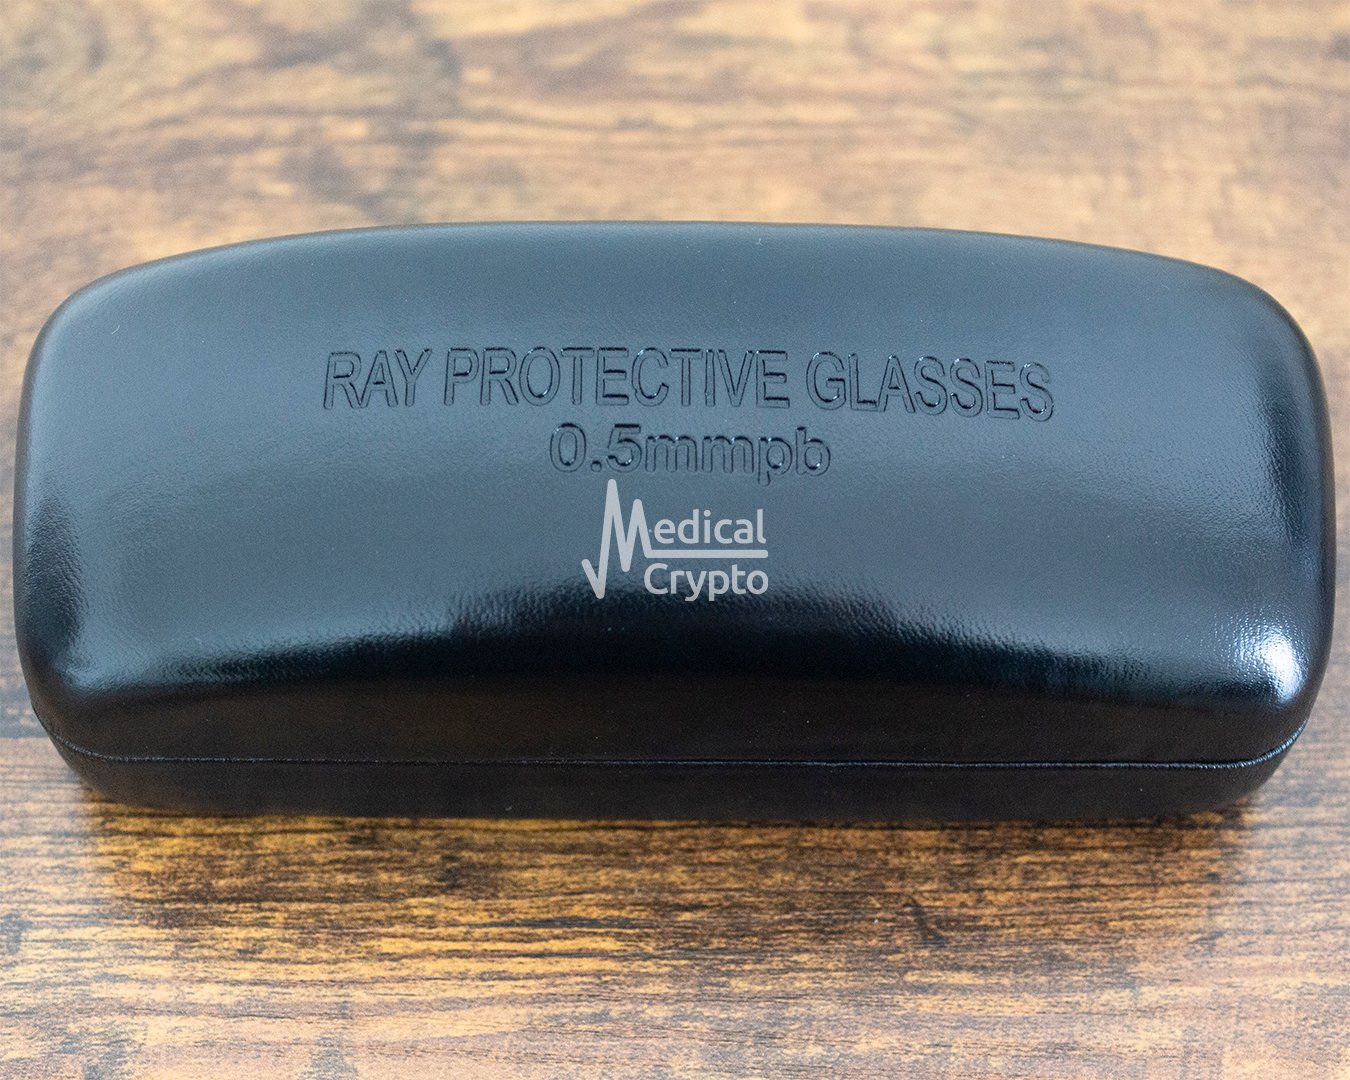 RAY PROTECTIVE GLASSES
0.5mmpb
Medical
Crypto